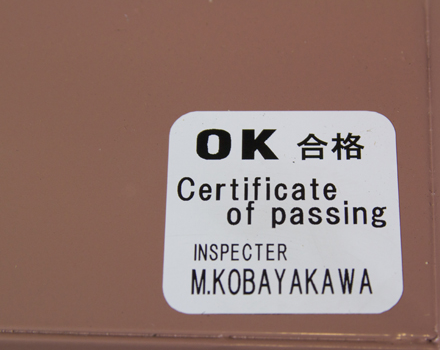 OK 合格
Certificate
of passing
INSPECTER
M.KOBAYAKAWA